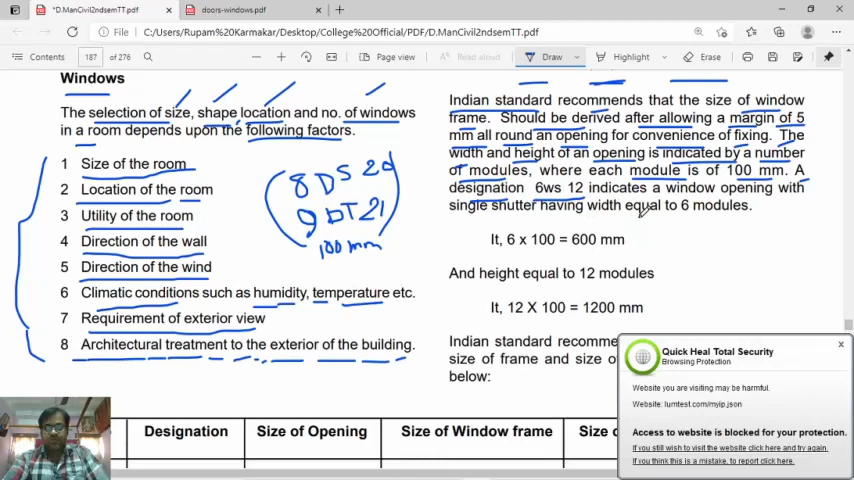 *D.ManCivil2ndsemTT.pdf
doors-windows.pdf
File
C:/Users/Rupam%20Karmakar/Desktop/College%20Official/PDF/D.ManCivil2ndsemTT.pdf
Contents
187
of 276
Page view
Read aloud
Draw
Highlight
Erase
Windows
The selection of size, shape, location and no. of windows
in a room depends upon the following factors.
1 Size of the room
2 Location of the room
3 Utility of the room
4 Direction of the wall
5 Direction of the wind
6 Climatic conditions such as humidity, temperature etc.
7 Requirement of exterior view
8 Architectural treatment to the exterior of the building.
8 DS 20
9 DT 21
100 mm
Indian standard recommends that the size of window
frame. Should be derived after allowing a margin of 5
mm all round an opening for convenience of fixing. The
width and height of an opening is indicated by a number
of modules, where each module is of 100 mm. A
designation 6ws 12 indicates a window opening with
single shutter having width equal to 6 modules.
It, 6 x 100 = 600 mm
And height equal to 12 modules
It, 12 X 100 = 1200 mm
Indian standard recom
size of frame and size o
below:
Designation
Size of Opening
Size of Window frame
Size
Quick Heal Total Security
Browsing Protection
Website you are visiting may be harmful.
Website: lumtest.com/myip.json
Access to website is blocked for your protection.
If you still wish to visit the website click here and try again.
If you think this is a mistake, to report click here.